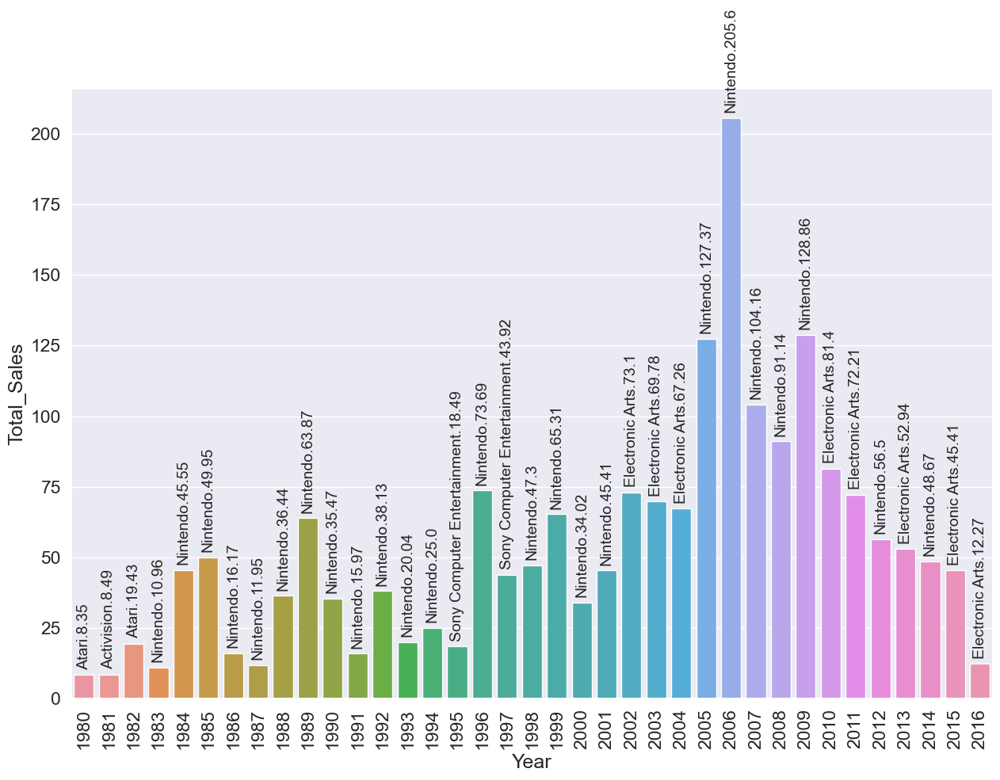 Total_Sales
200
175
150
125
100
75
50
25
0
Atari.8.35
Activision.8.49
Atari.19.43
Nintendo.10.96
Nintendo.45.55
Nintendo.49.95
Nintendo.16.17
Nintendo.11.95
Nintendo.36.44
Nintendo.63.87
Nintendo.35.47
Nintendo.15.97
Nintendo.38.13
Nintendo.20.04
Nintendo.25.0
Sony Computer Entertainment.18.49
Nintendo.73.69
Sony Computer Entertainment.43.92
Nintendo.47.3
Nintendo.65.31
Nintendo.34.02
Nintendo.45.41
Electronic Arts.73.1
Electronic Arts.69.78
Electronic Arts.67.26
Nintendo.127.37
Nintendo.205.6
Nintendo.104.16
Nintendo.91.14
Nintendo.128.86
Electronic Arts.81.4
Electronic Arts.72.21
Nintendo.56.5
Electronic Arts.52.94
Nintendo.48.67
Electronic Arts.45.41
Electronic Arts.12.27
1980
1981
1982
1983
1984
1985
1986
1987
1988
1989
1990
1991
1992
1993
1994
1995
1996
1997
1998
1999
2000
2001
2002
2003
2004
2005
2006
2007
2008
2009
2010
2011
2012
2013
2014
2015
2016
Year